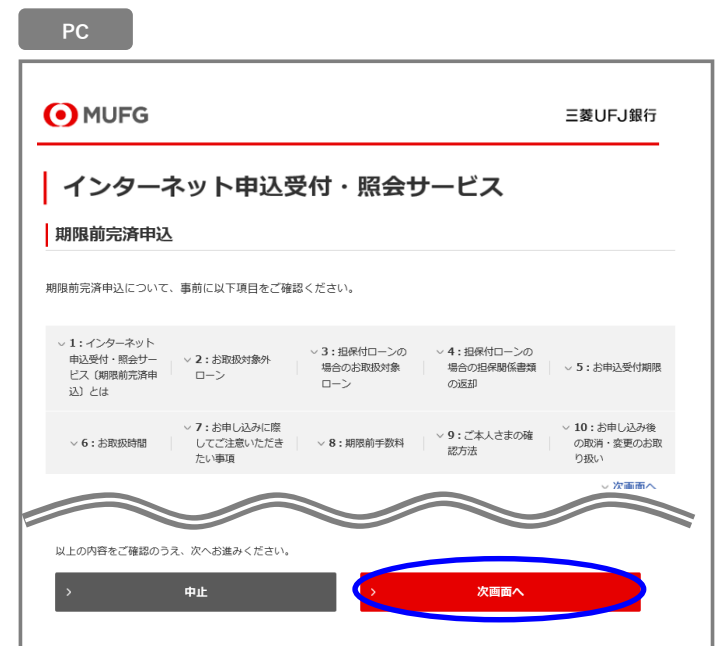 PC
MUFG
三菱UFJ銀行
インターネット申込受付・照会サービス
期限前完済申込
期限前完済申込について、事前に以下項目をご確認ください。
1：インターネット
申込受付・照会サー
ビス〔期限前完済申
込〕とは
2：お取扱対象外
ローン
3：担保付ローンの
場合のお取扱対象
ローン
4：担保付ローンの
場合の担保関係書類
の返却
5：お申込受付期限
6：お取扱時間
7：お申し込みに際
してご注意いただき
たい事項
8：期限前手数料
9：ご本人さまの確
認方法
10：お申し込み後
の取消・変更のお取
り扱い
次画面へ
以上の内容をご確認のうえ、次へお進みください。
中止
次画面へ